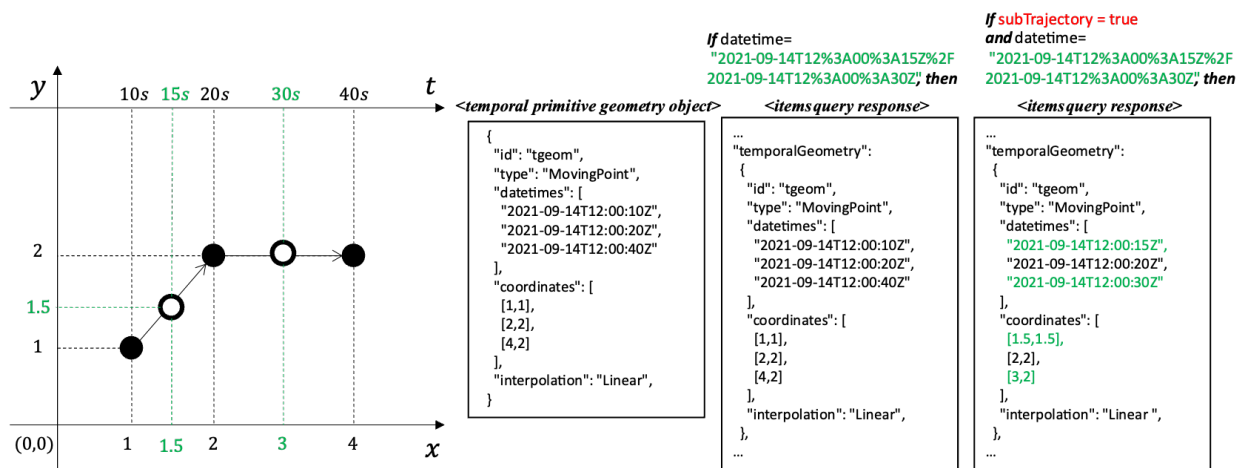 y
10s 15s 20s 30s 40s t
2
1.5
1
(0,0) 1 1.5 2 3 4 x
<temporal primitive geometry object>
{
"id": "tgeom",
"type": "MovingPoint",
"datetimes": [
"2021-09-14T12:00:10Z",
"2021-09-14T12:00:20Z",
"2021-09-14T12:00:40Z"
],
"coordinates": [
[1,1],
[2,2],
[4,2]
],
"interpolation": "Linear",
}
If datetime=
"2021-09-14T12%3A00%3A15Z%2F
2021-09-14T12%3A00%3A30Z", then
<itemsquery response>
...
"temporalGeometry":
{
"id": "tgeom",
"type": "MovingPoint",
"datetimes": [
"2021-09-14T12:00:10Z",
"2021-09-14T12:00:20Z",
"2021-09-14T12:00:40Z"
],
"coordinates": [
[1,1],
[2,2],
[4,2]
],
"interpolation": "Linear",
},
...
If subTrajectory = true
and datetime=
"2021-09-14T12%3A00%3A15Z%2F
2021-09-14T12%3A00%3A30Z", then
<itemsquery response>
...
"temporalGeometry":
{
"id": "tgeom",
"type": "MovingPoint",
"datetimes": [
"2021-09-14T12:00:15Z",
"2021-09-14T12:00:20Z",
"2021-09-14T12:00:30Z"
],
"coordinates": [
[1.5,1.5],
[2,2],
[3,2]
],
"interpolation": "Linear ",
},
...